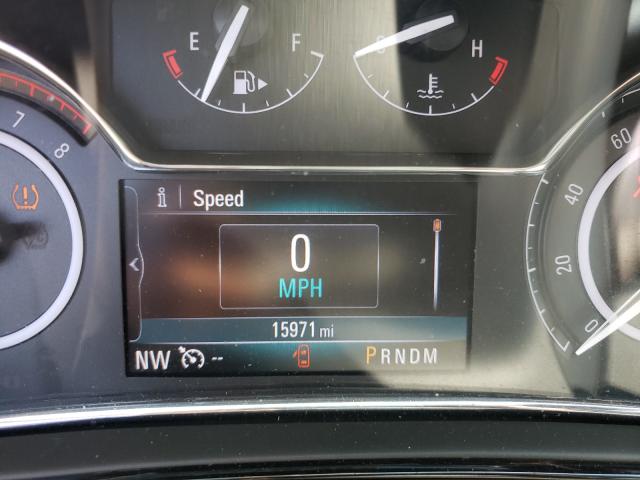 E F
C H
7
8
60
40
20
0
i Speed
0
MPH
15971 mi
NW -- PRNDM